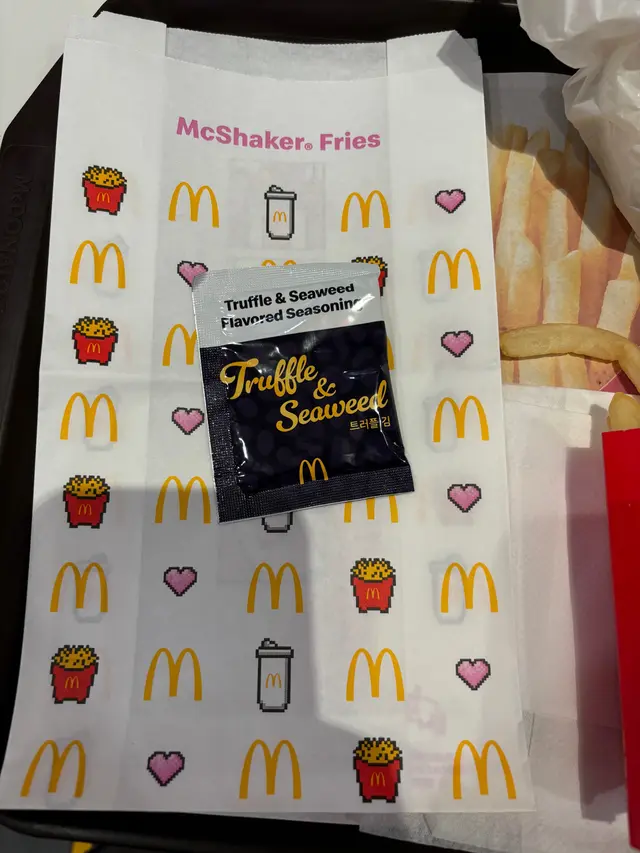 McShaker® Fries
Truffle & Seaweed
Flavored Seasoning
Truffle
&
Seaweed
트러플 김